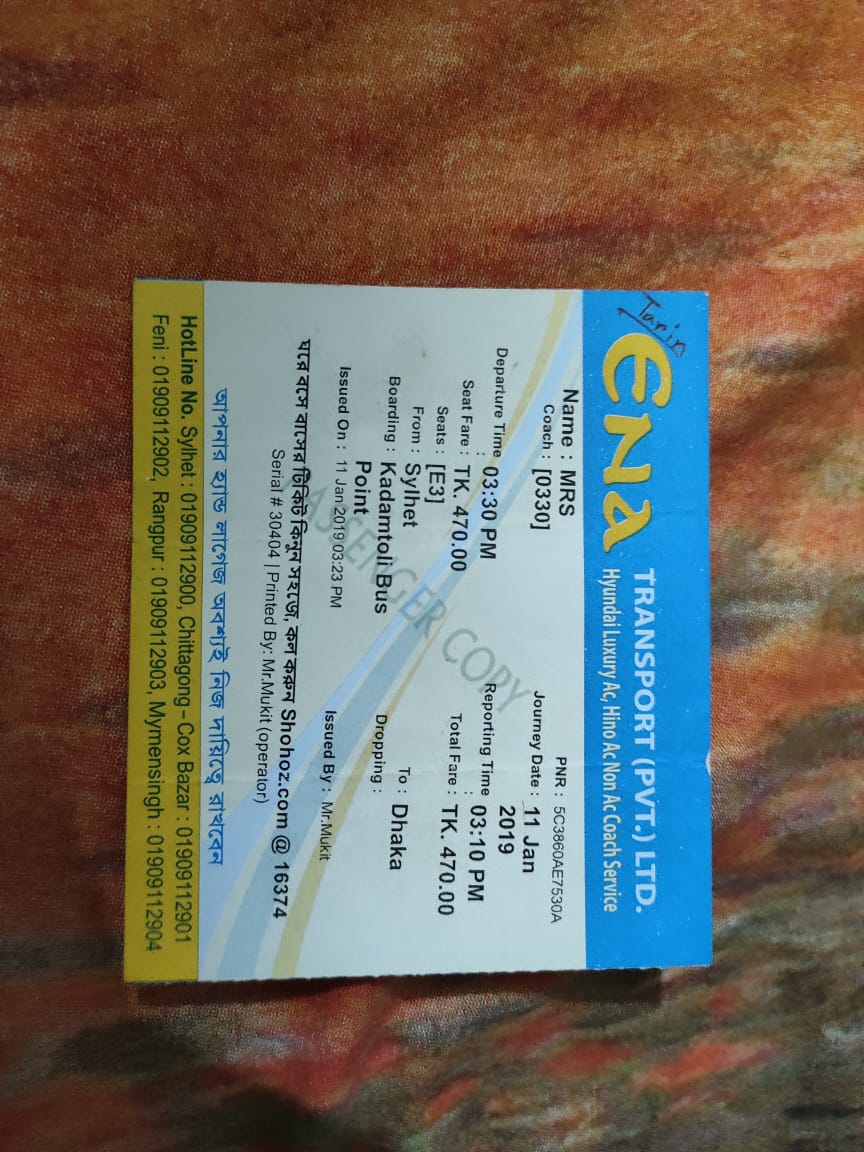 Tarin
ENA TRANSPORT (PVT.) LTD.
Hyundai Luxury Ac, Hino Ac Non Ac Coach Service
PNR : 5C3860AE7530A
Name : MRS
Coach : [0330]
Journey Date : 11 Jan 2019
Departure Time : 03:30 PM
Reporting Time : 03:10 PM
Seat Fare : TK. 470.00
Total Fare : TK. 470.00
Seats : [E3]
From : Sylhet
To : Dhaka
Boarding : Kadamtoli Bus Point
Dropping :
Issued On : 11 Jan 2019 03:23 PM
Issued By : Mr.Mukit
PASSENGER COPY
ঘরে বসে বাসের টিকিট কিনুন সহজে, কল করুন Shohoz.com @ 16374
Serial # 30404 | Printed By: Mr.Mukit (operator)
আপনার হ্যান্ড লাগেজ অবশ্যই নিজ দায়িত্বে রাখবেন
HotLine No. Sylhet : 01909112900, Chittagong - Cox Bazar : 01909112901
Feni : 01909112902, Rangpur : 01909112903, Mymensingh : 01909112904